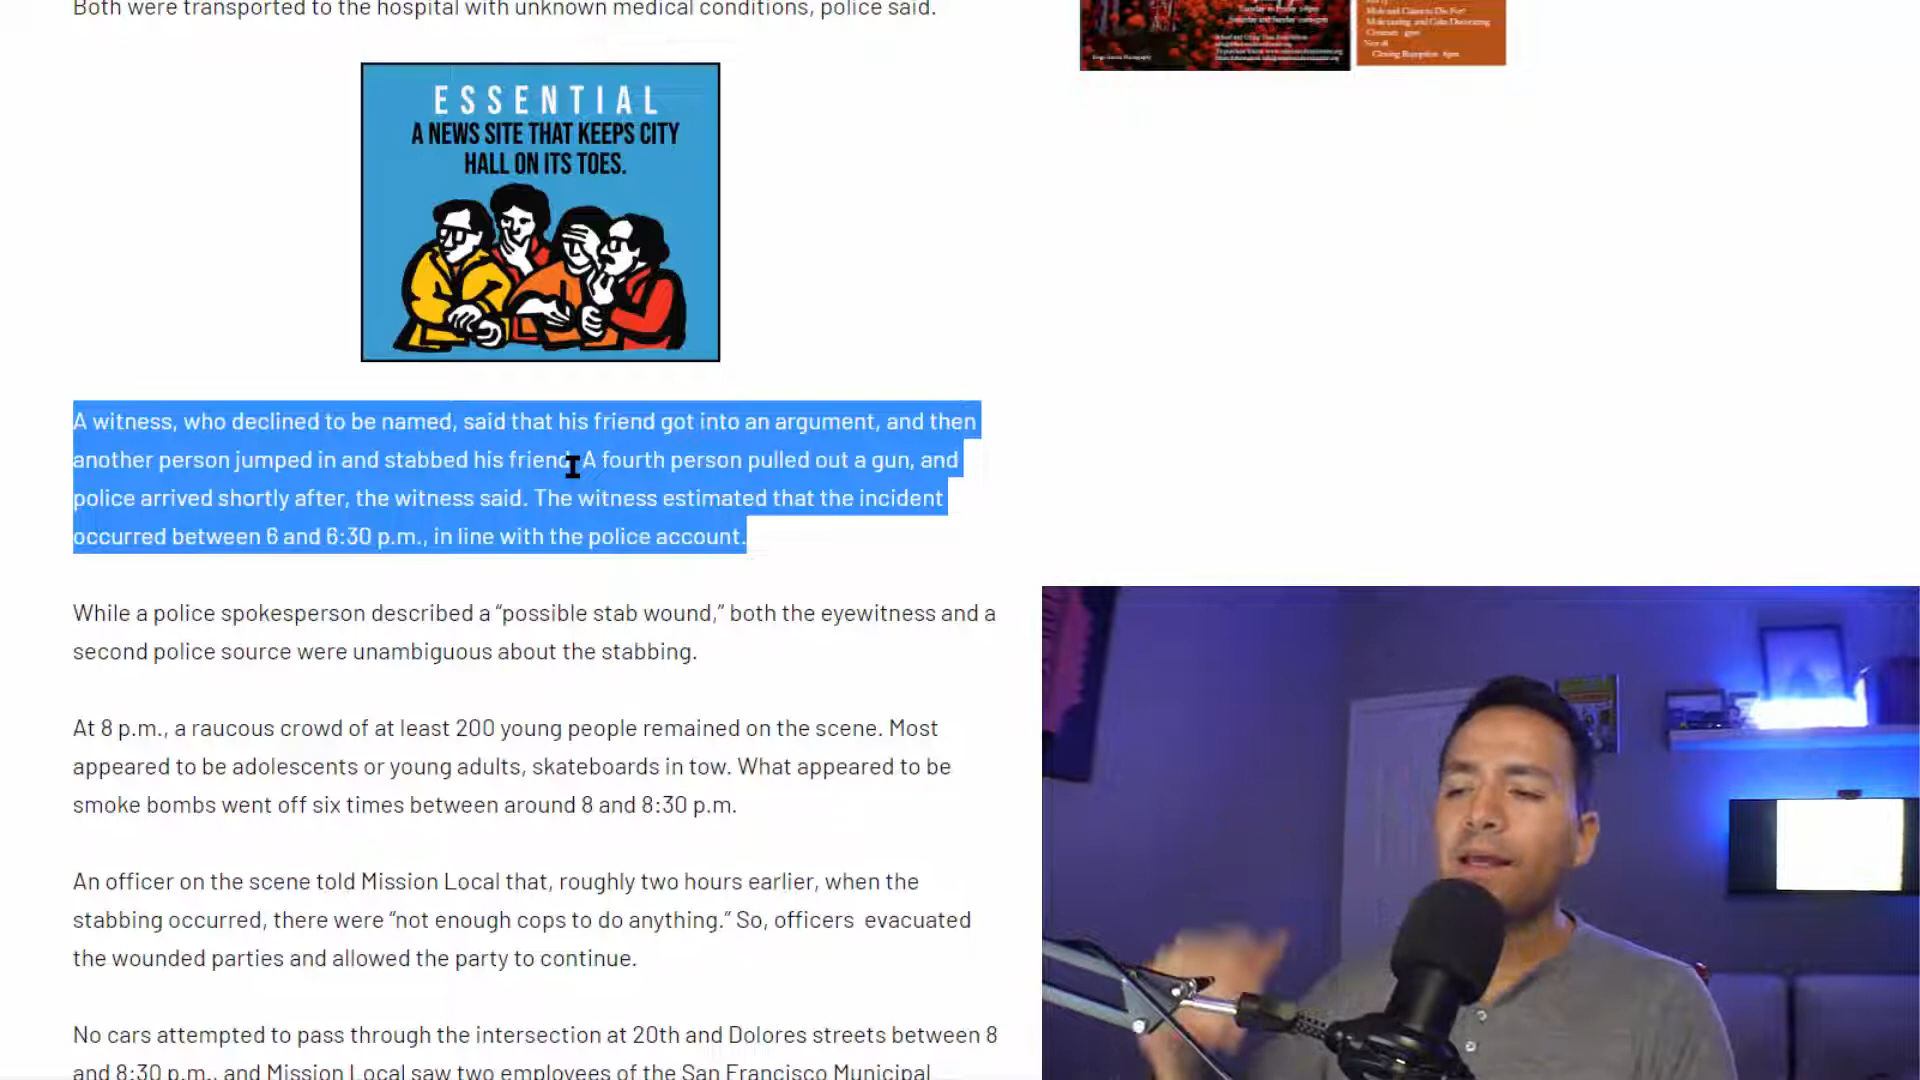 Both were transported to the hospital with unknown medical conditions, police said.
ESSENTIAL
A NEWS SITE THAT KEEPS CITY
HALL ON ITS TOES.
A witness, who declined to be named, said that his friend got into an argument, and then
another person jumped in and stabbed his friend. A fourth person pulled out a gun, and
police arrived shortly after, the witness said. The witness estimated that the incident
occurred between 6 and 6:30 p.m., in line with the police account.
While a police spokesperson described a “possible stab wound,” both the eyewitness and a
second police source were unambiguous about the stabbing.
At 8 p.m., a raucous crowd of at least 200 young people remained on the scene. Most
appeared to be adolescents or young adults, skateboards in tow. What appeared to be
smoke bombs went off six times between around 8 and 8:30 p.m.
An officer on the scene told Mission Local that, roughly two hours earlier, when the
stabbing occurred, there were “not enough cops to do anything.” So, officers evacuated
the wounded parties and allowed the party to continue.
No cars attempted to pass through the intersection at 20th and Dolores streets between 8
and 8:30 p.m., and Mission Local saw two employees of the San Francisco Municipal
Closing Reception 6pm